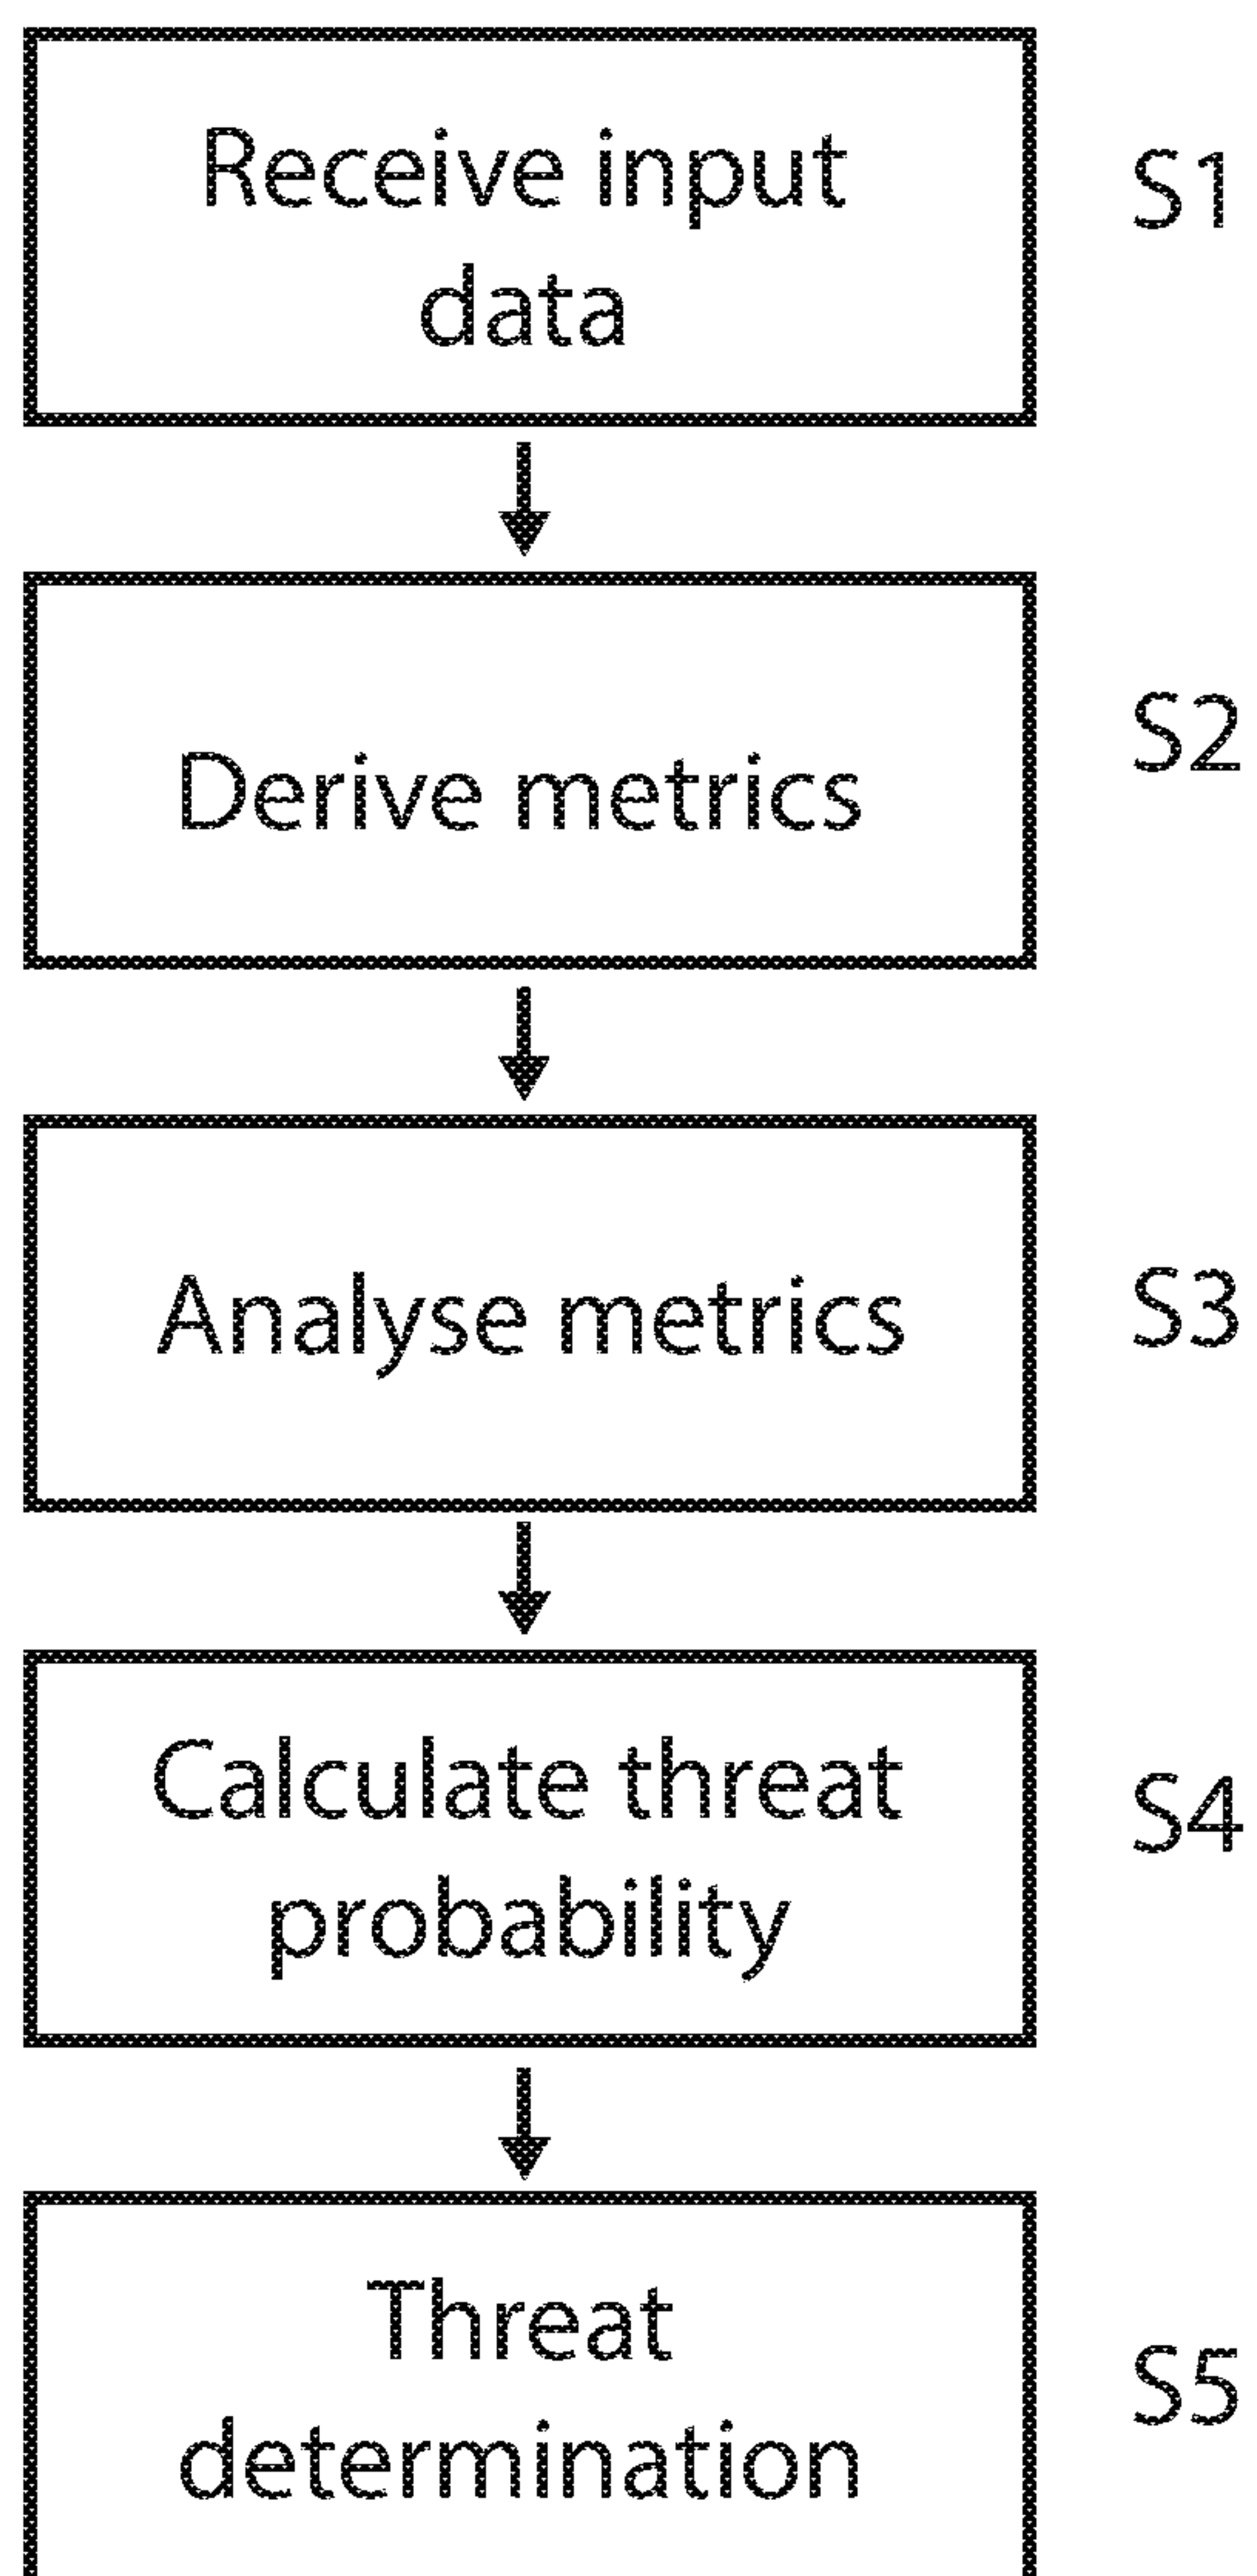 Receive input
data
S1
Derive metrics
S2
Analyse metrics
S3
Calculate threat
probability
S4
Threat
determination
S5